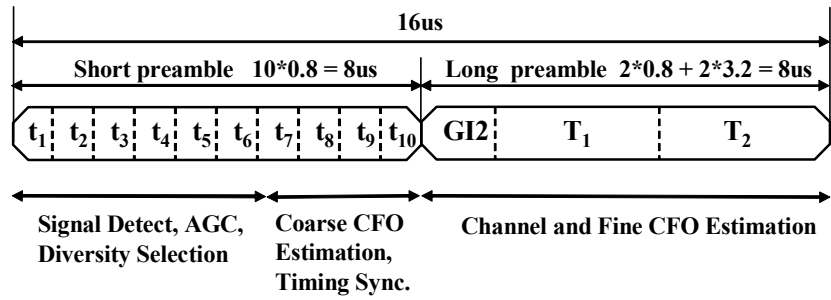 16us
Short preamble 10*0.8 = 8us
Long preamble 2*0.8 + 2*3.2 = 8us
t1 t2 t3 t4 t5 t6 t7 t8 t9 t10 GI2 T1 T2
Signal Detect, AGC,
Diversity Selection
Coarse CFO
Estimation,
Timing Sync.
Channel and Fine CFO Estimation